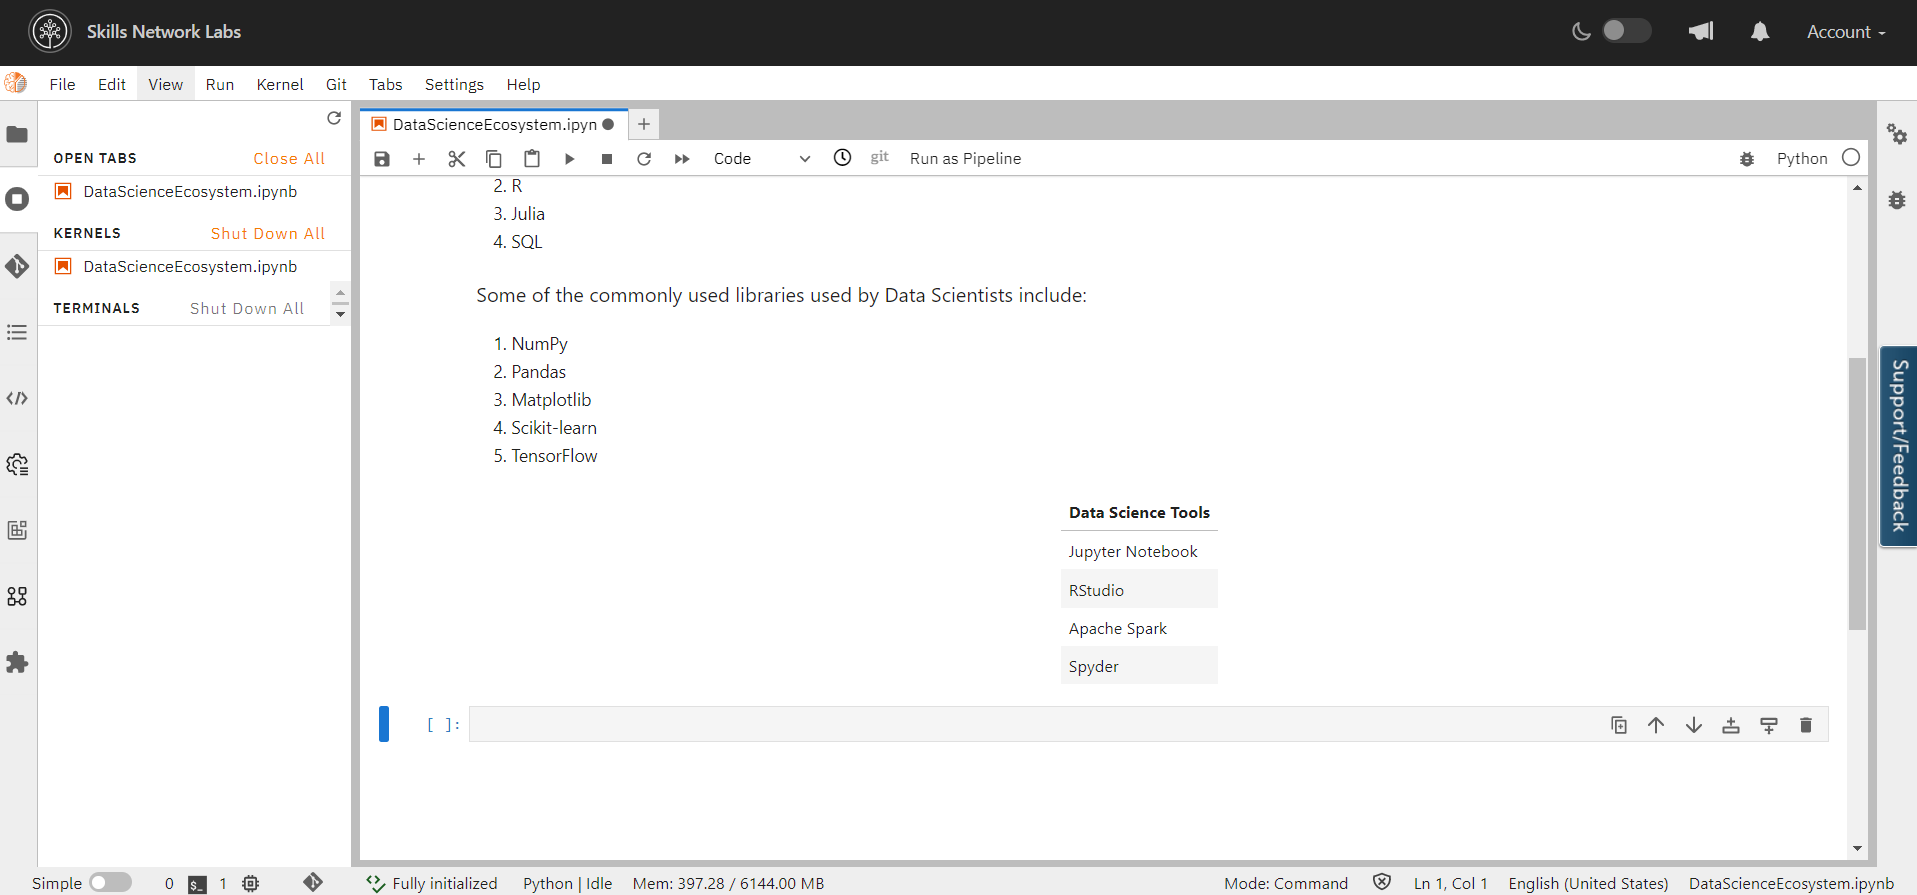 Skills Network Labs
Account
File Edit View Run Kernel Git Tabs Settings Help
OPEN TABS Close All
DataScienceEcosystem.ipynb
KERNELS Shut Down All
DataScienceEcosystem.ipynb
TERMINALS Shut Down All
DataScienceEcosystem.ipyn
Code git Run as Pipeline Python
2. R
3. Julia
4. SQL
Some of the commonly used libraries used by Data Scientists include:
1. NumPy
2. Pandas
3. Matplotlib
4. Scikit-learn
5. TensorFlow
Data Science Tools
Jupyter Notebook
RStudio
Apache Spark
Spyder
[ ]:
Support/Feedback
Simple 0 $_ 1 Fully initialized Python | Idle Mem: 397.28 / 6144.00 MB Mode: Command Ln 1, Col 1 English (United States) DataScienceEcosystem.ipynb